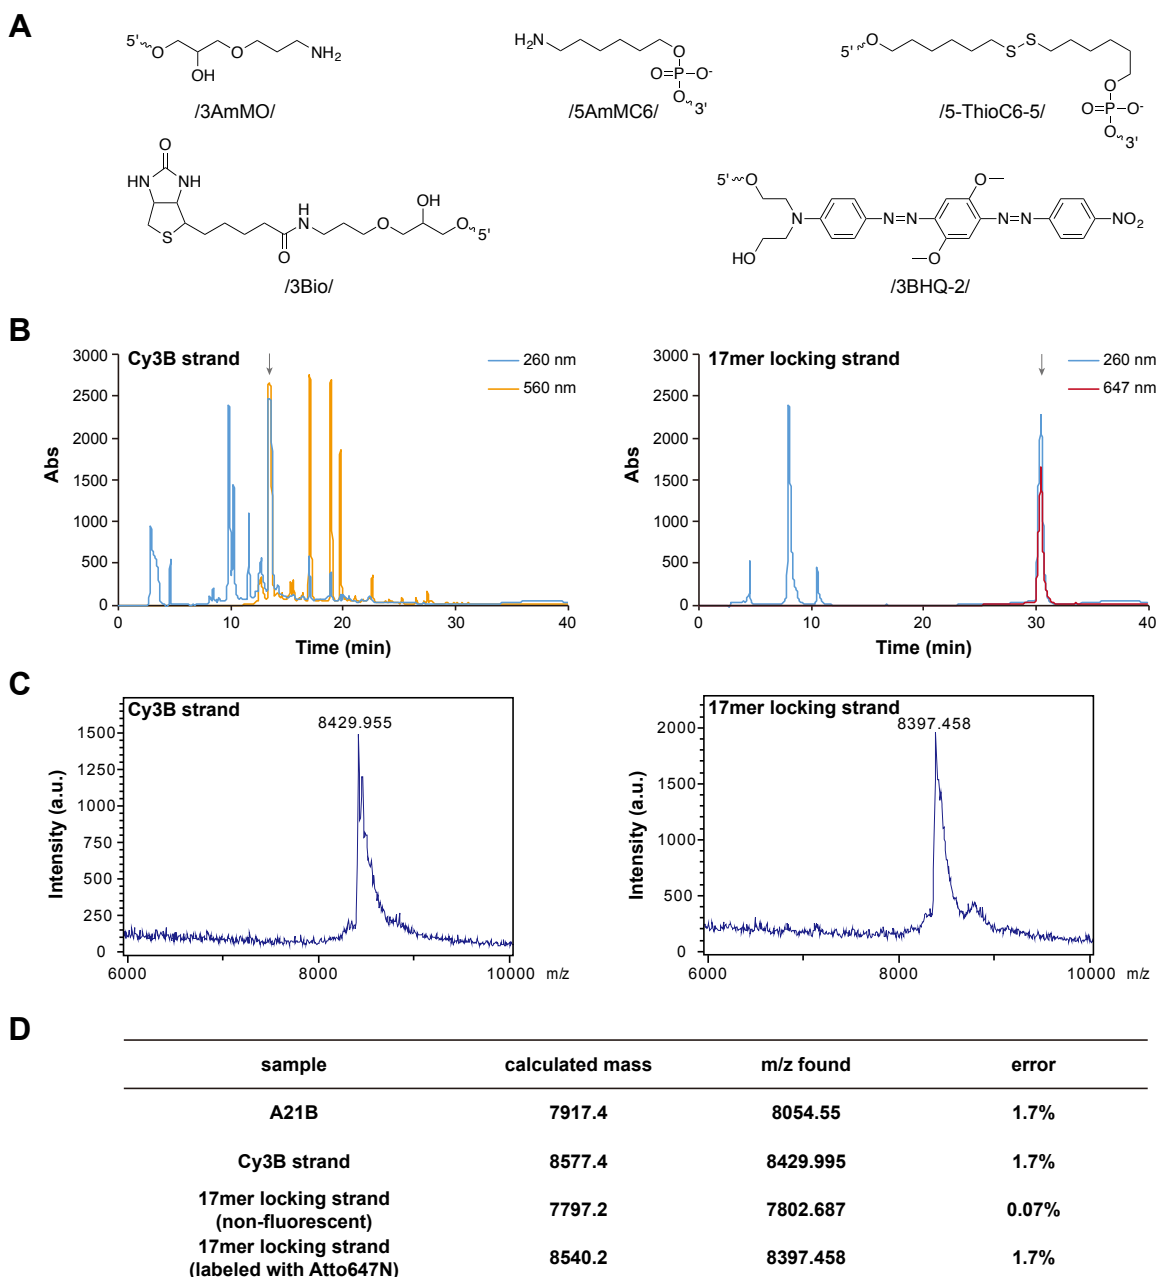 A
5'
O
OH
O
NH2
/3AmMO/
H2N
O
O=P–O-
O
3'
/5AmMC6/
5'
O
S
S
O
O=P–O-
O
3'
/5-ThioC6-5/
O
HN
NH
S
O
H
N
O
OH
O
5'
/3Bio/
5'
O
N
HO
N=N
O
O
N=N
NO2
/3BHQ-2/
B
Cy3B strand
260 nm
560 nm
Abs
3000
2500
2000
1500
1000
500
0
0 10 20 30 40
Time (min)
17mer locking strand
260 nm
647 nm
Abs
3000
2500
2000
1500
1000
500
0
0 10 20 30 40
Time (min)
C
Cy3B strand
8429.955
Intensity (a.u.)
1500
1250
1000
750
500
250
0
6000 8000 10000 m/z
17mer locking strand
8397.458
Intensity (a.u.)
2000
1500
1000
500
0
6000 8000 10000 m/z
D
sample calculated mass m/z found error
A21B 7917.4 8054.55 1.7%
Cy3B strand 8577.4 8429.995 1.7%
17mer locking strand
(non-fluorescent) 7797.2 7802.687 0.07%
17mer locking strand
(labeled with Atto647N) 8540.2 8397.458 1.7%